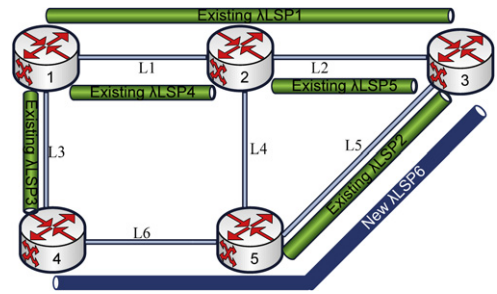 Existing λLSP1
1
L1
2
L2
3
Existing λLSP4
Existing λLSP5
Existing λLSP3
L3
L4
L5
Existing λLSP2
New λLSP6
4
L6
5